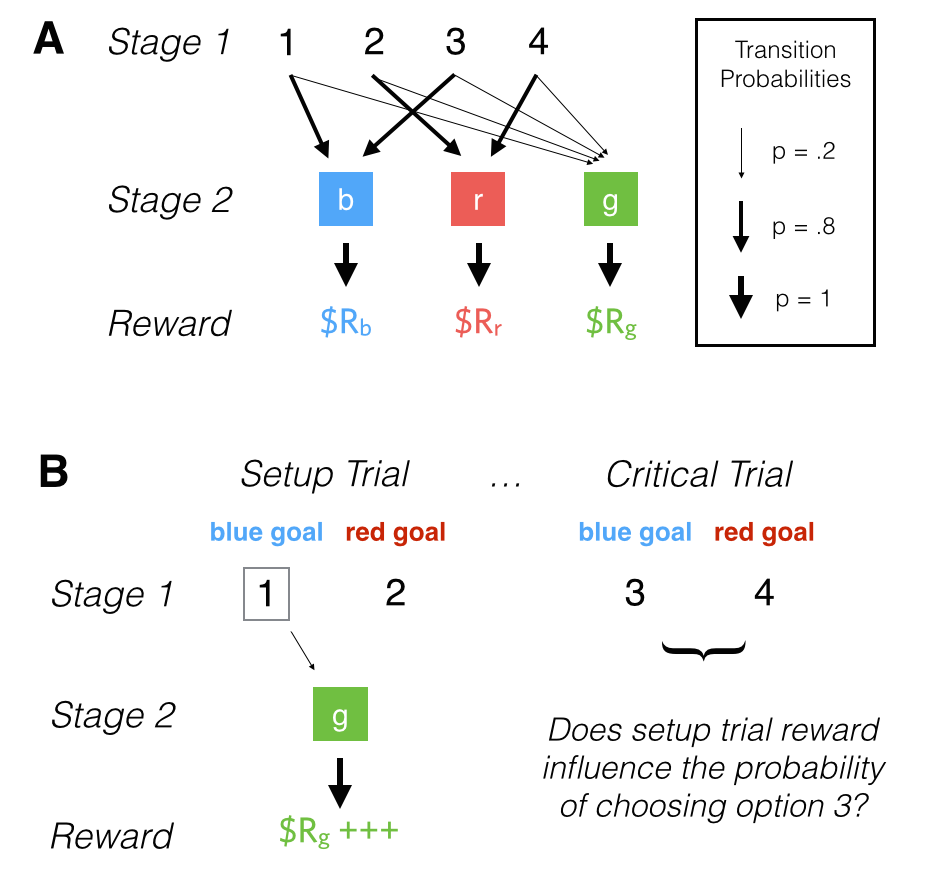 A Stage 1 1 2 3 4
Transition
Probabilities
p = .2
Stage 2 b r g
p = .8
p = 1
Reward $Rb $Rr $Rg
B Setup Trial ... Critical Trial
blue goal red goal blue goal red goal
Stage 1 1 2 3 4
Stage 2 g
Does setup trial reward
influence the probability
of choosing option 3?
Reward $Rg +++